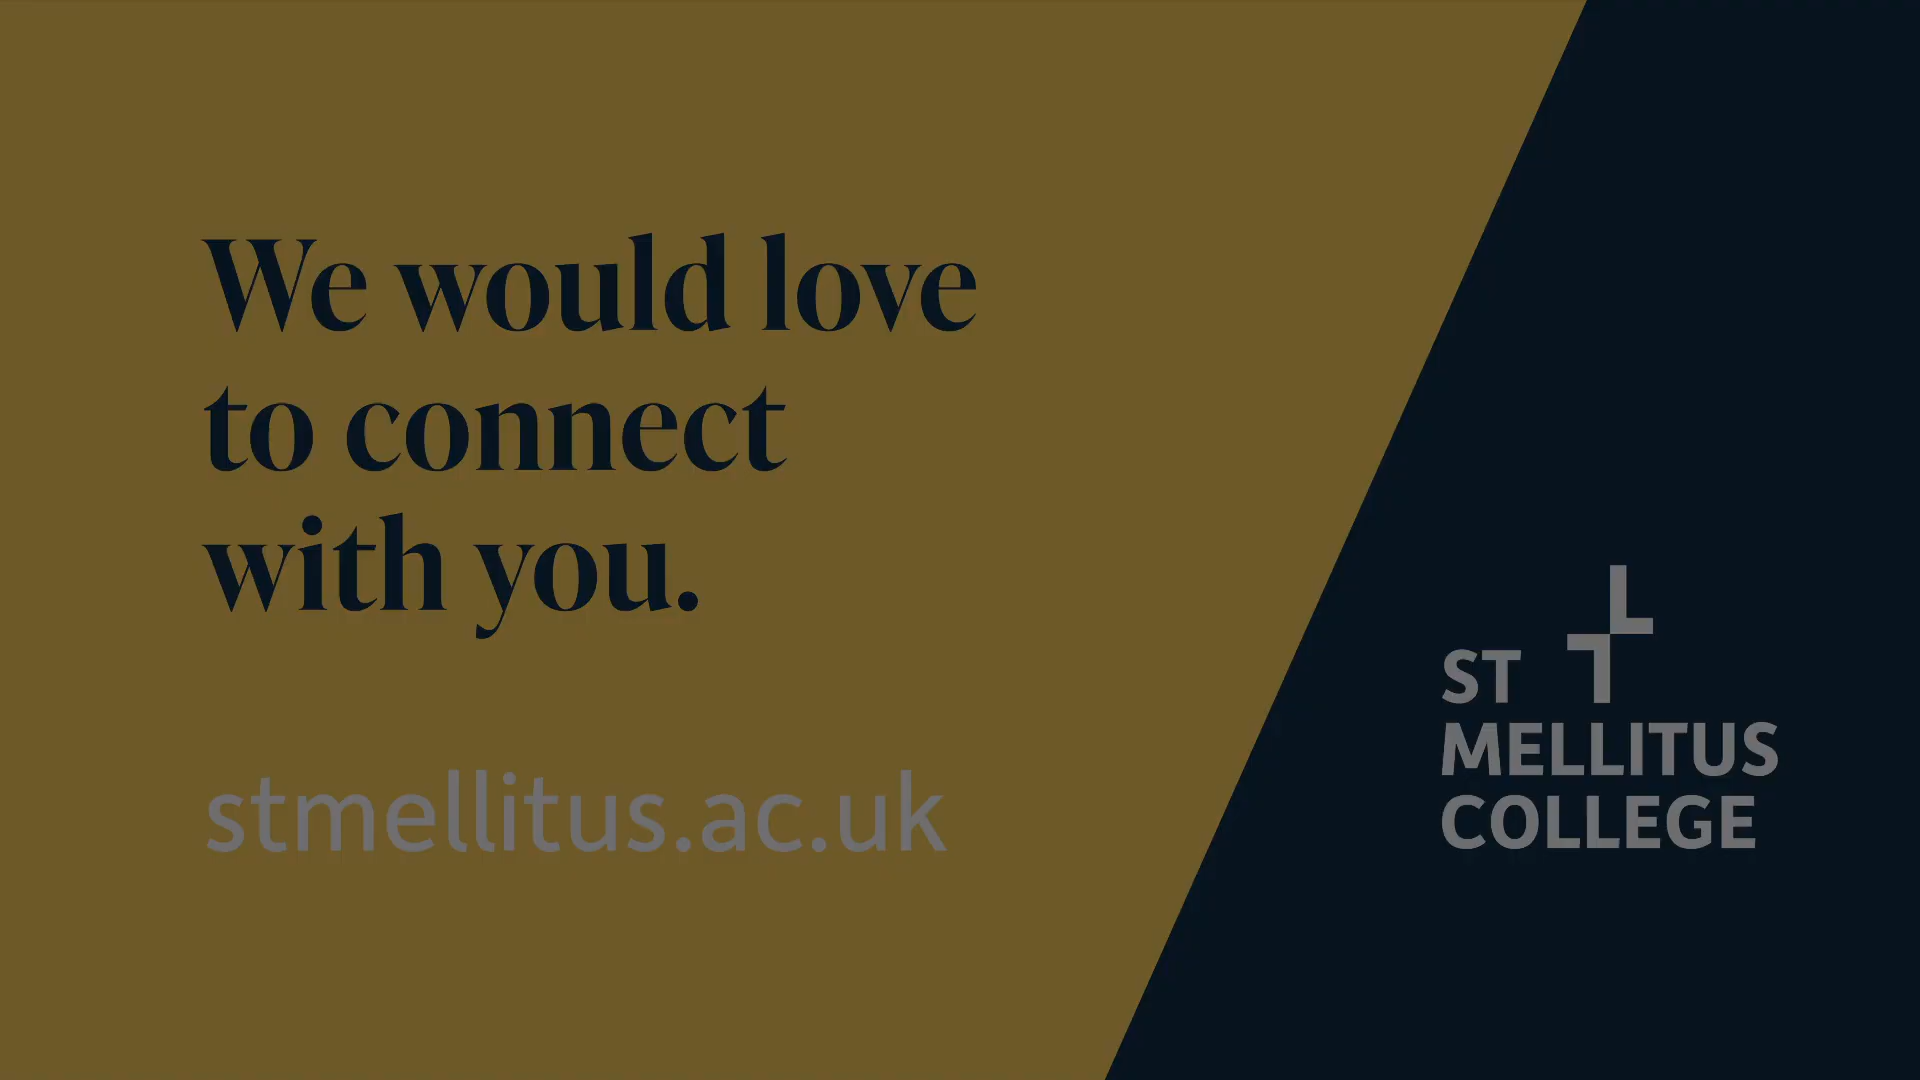 We would love
to connect
with you.
stmellitus.ac.uk
ST
MELLITUS
COLLEGE